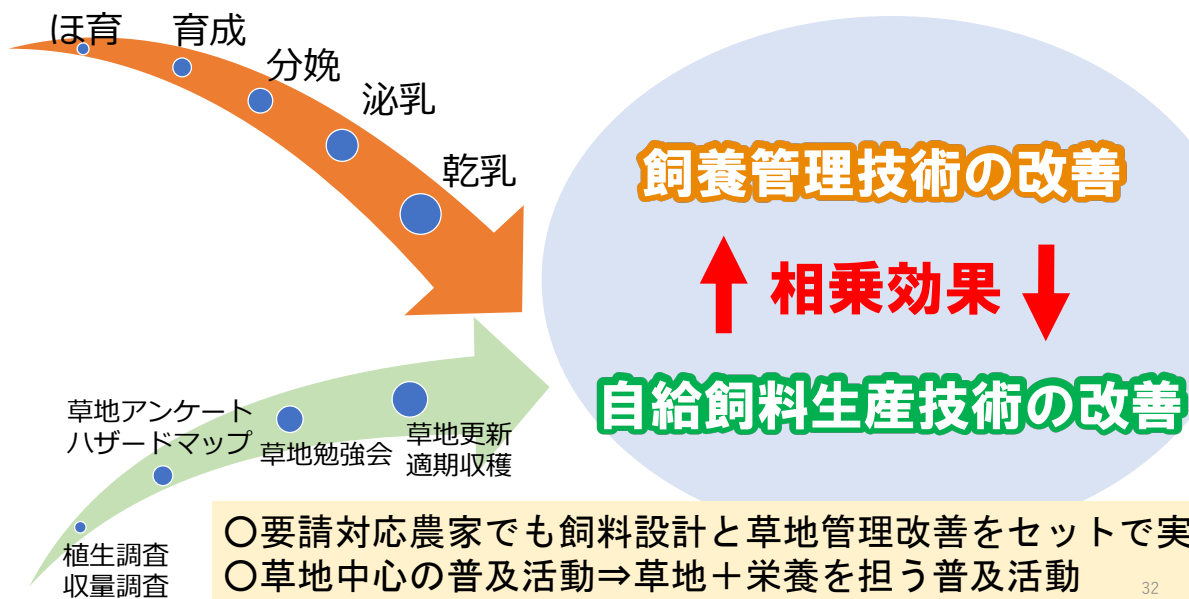 ほ育
育成
分娩
泌乳
乾乳
飼養管理技術の改善
相乗効果
自給飼料生産技術の改善
草地アンケート
ハザードマップ
草地勉強会
草地更新
適期収穫
植生調査
収量調査
〇要請対応農家でも飼料設計と草地管理改善をセットで実
〇草地中心の普及活動⇒草地＋栄養を担う普及活動
32